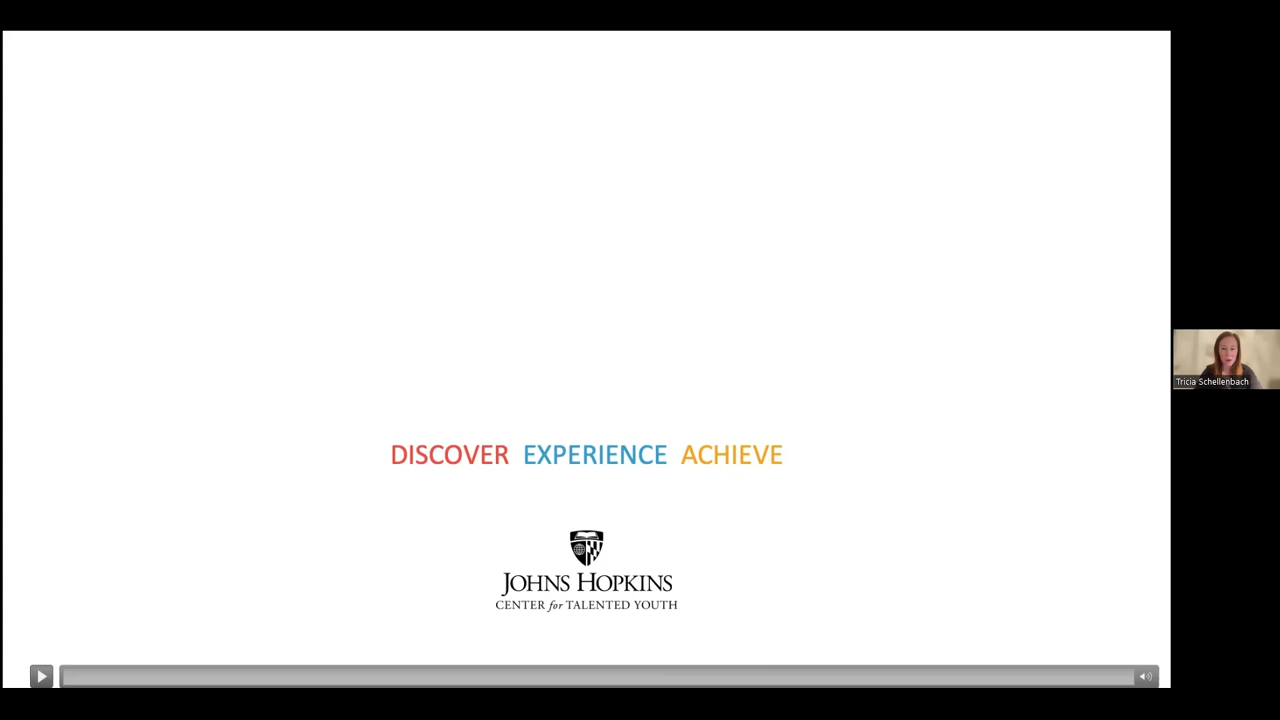 DISCOVER EXPERIENCE ACHIEVE
JOHNS HOPKINS
CENTER for TALENTED YOUTH
Tricia Schellenbach